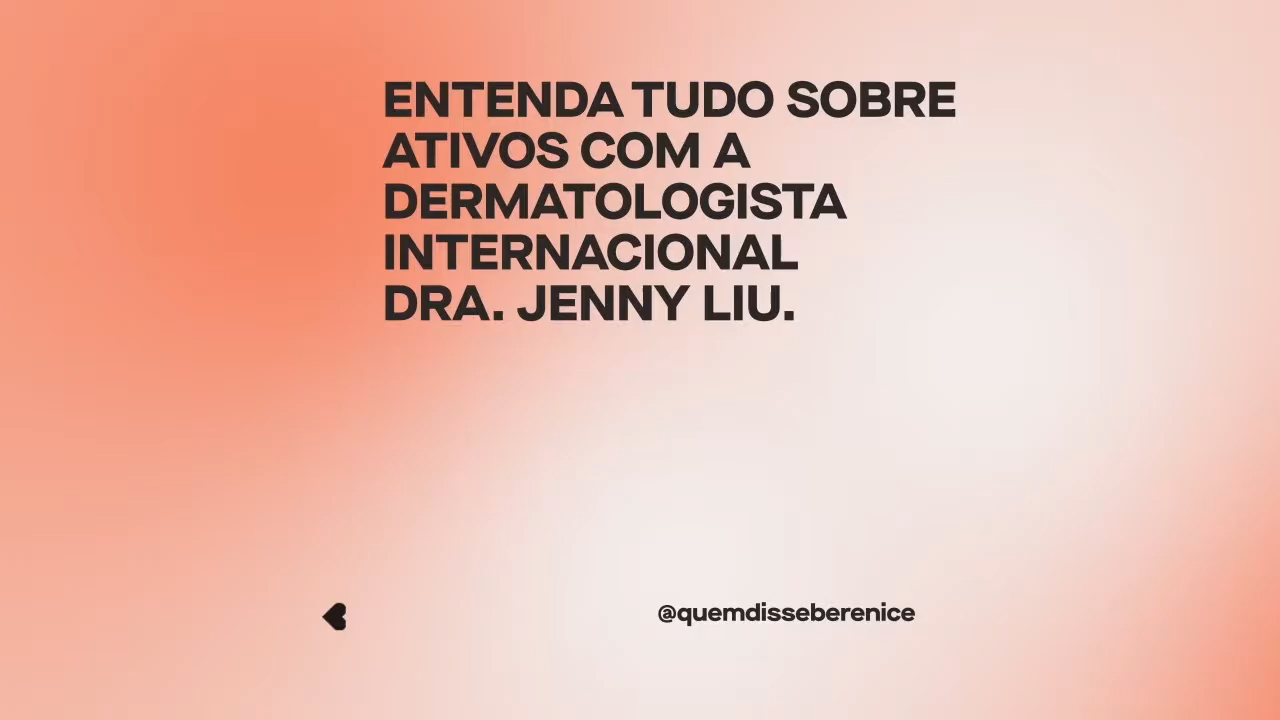 ENTENDA TUDO SOBRE
ATIVOS COM A
DERMATOLOGISTA
INTERNACIONAL
DRA. JENNY LIU.
@quemdisseberenice